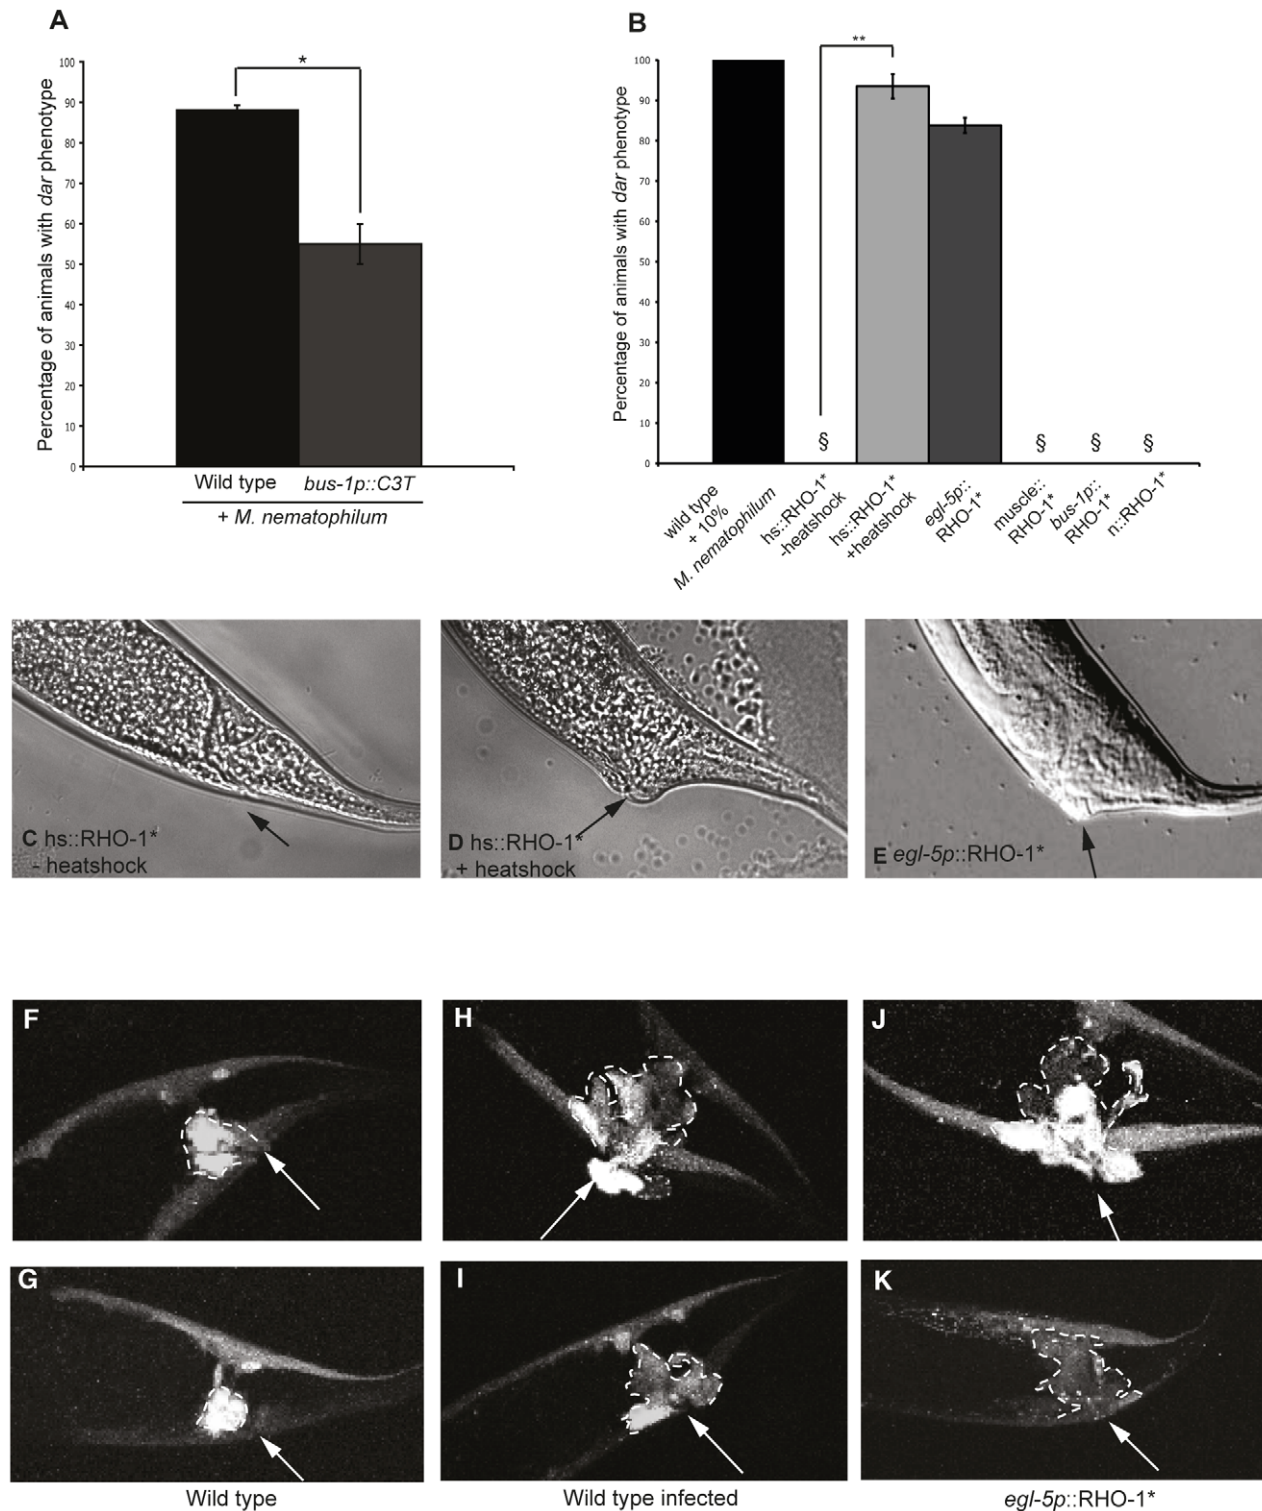 A
Percentage of animals with dar phenotype
100
90
80
70
60
50
40
30
20
10
0
*
Wild type
bus-1p::C3T
+ M. nematophilum
B
Percentage of animals with dar phenotype
100
90
80
70
60
50
40
30
20
10
0
**
§
§
§
§
wild type
+ 10%
M. nematophilum
hs::RHO-1*
-heatshock
hs::RHO-1*
+heatshock
egl-5p::
RHO-1*
muscle::
RHO-1*
bus-1p::
RHO-1*
n::RHO-1*
C hs::RHO-1*
- heatshock
D hs::RHO-1*
+ heatshock
E egl-5p::RHO-1*
F
H
J
G
I
K
Wild type
Wild type infected
egl-5p::RHO-1*